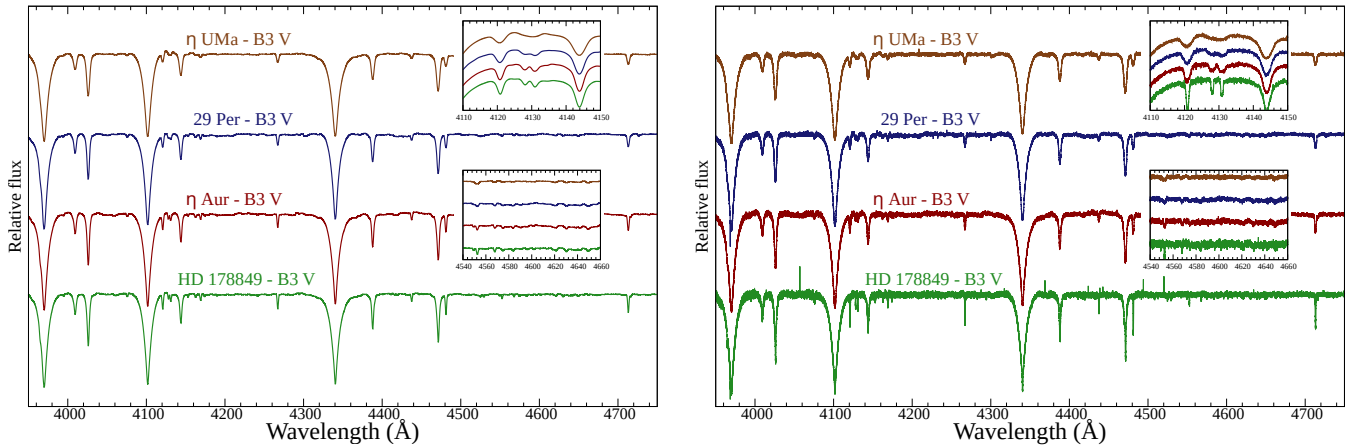 η UMa - B3 V
4110 4120 4130 4140 4150
29 Per - B3 V
η Aur - B3 V
4540 4560 4580 4600 4620 4640 4660
HD 178849 - B3 V
Relative flux
4000 4100 4200 4300 4400 4500 4600 4700
Wavelength (Å)
η UMa - B3 V
4110 4120 4130 4140 4150
29 Per - B3 V
η Aur - B3 V
4540 4560 4580 4600 4620 4640 4660
HD 178849 - B3 V
Relative flux
4000 4100 4200 4300 4400 4500 4600 4700
Wavelength (Å)